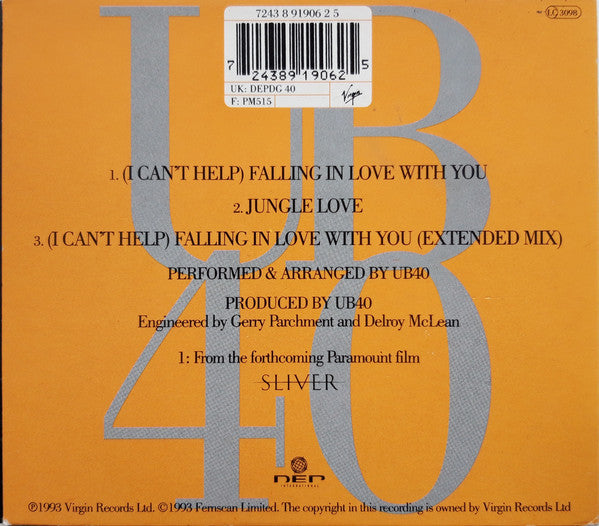 7243 8 91906 2 5
LC 3098
7 24389 19062 5
UK: DEPDG 40
F: PM515
Virgin
UB
40
1. (I CAN'T HELP) FALLING IN LOVE WITH YOU
2. JUNGLE LOVE
3. (I CAN'T HELP) FALLING IN LOVE WITH YOU (EXTENDED MIX)
PERFORMED & ARRANGED BY UB40
PRODUCED BY UB40
Engineered by Gerry Parchment and Delroy McLean
1: From the forthcoming Paramount film
SLIVER
DEP
INTERNATIONAL
℗1993 Virgin Records Ltd. ©1993 Fernscan Limited. The copyright in this recording is owned by Virgin Records Ltd